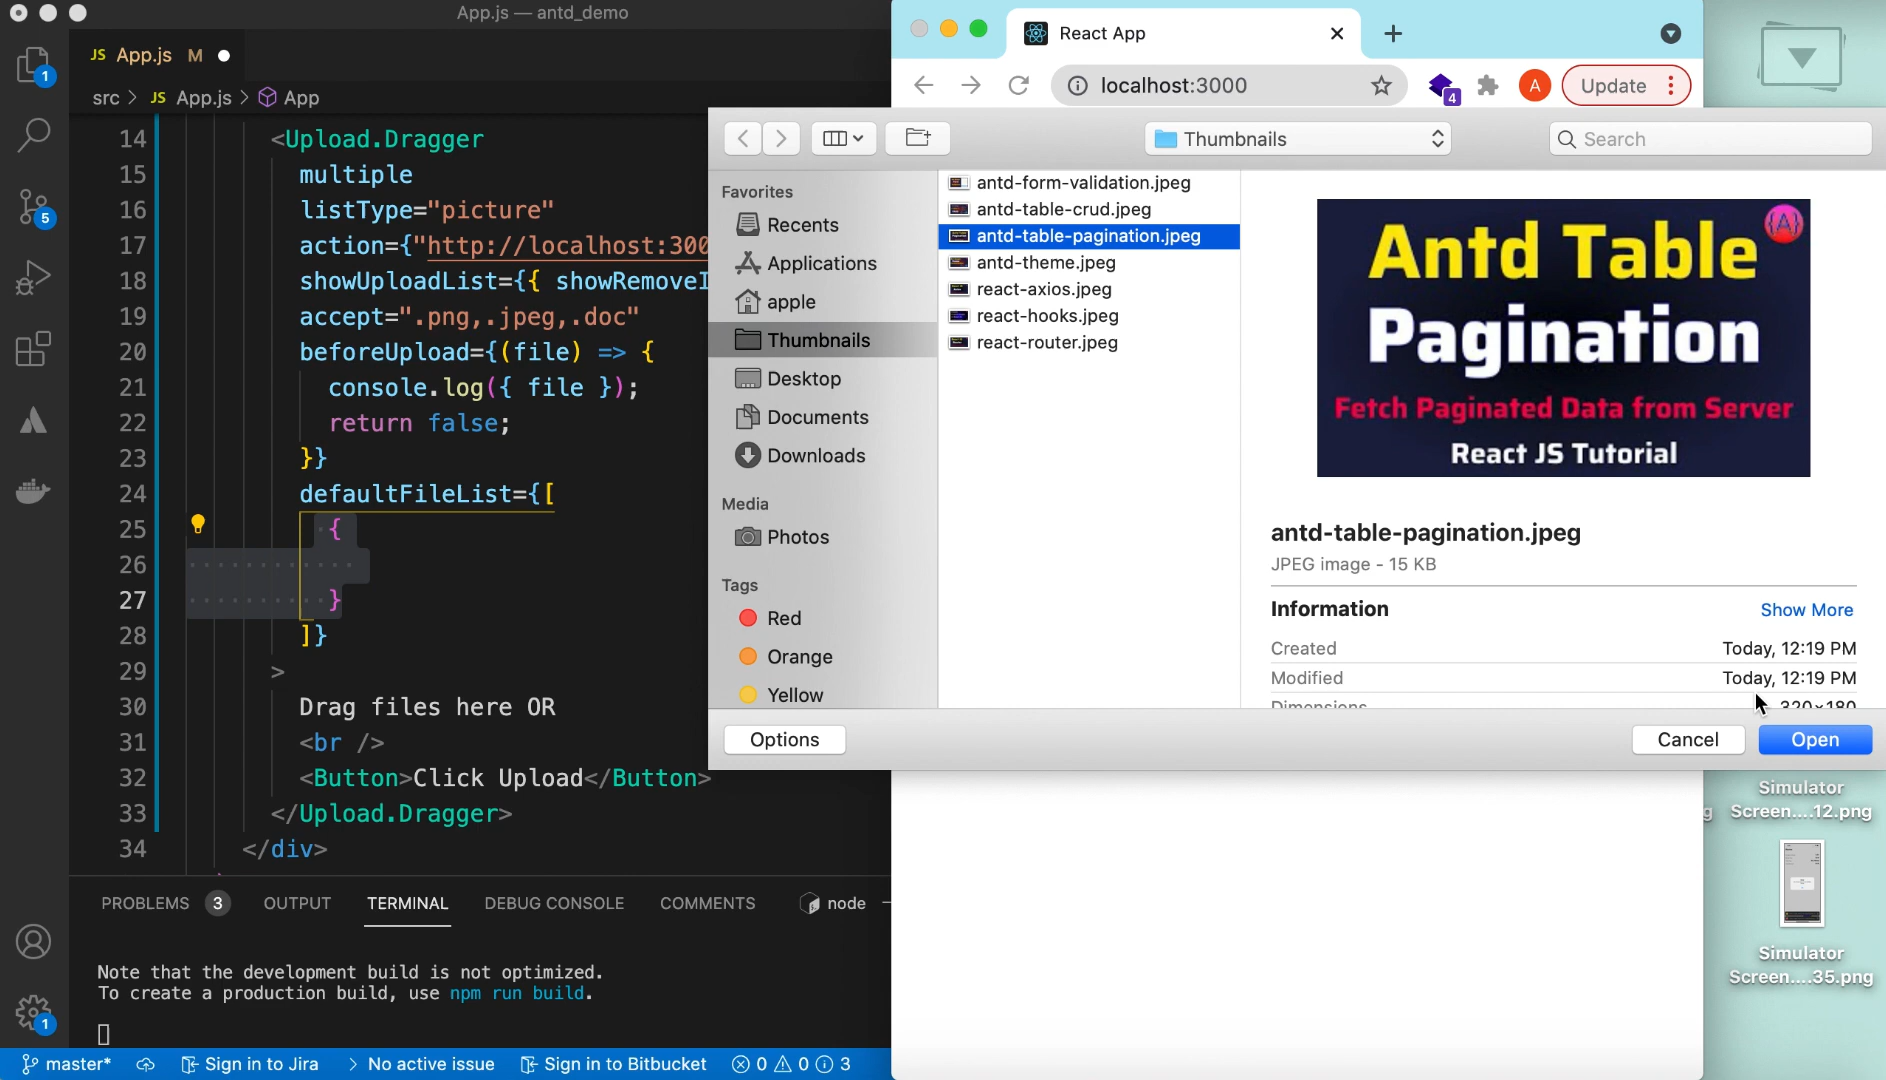 App.js — antd_demo
JS App.js M
src > JS App.js > App
14 <Upload.Dragger
15 multiple
16 listType="picture"
17 action={"http://localhost:300
18 showUploadList={{ showRemoveI
19 accept=".png,.jpeg,.doc"
20 beforeUpload={(file) => {
21 console.log({ file });
22 return false;
23 }}
24 defaultFileList={[
25 {
26
27 }
28 ]}
29 >
30 Drag files here OR
31 <br />
32 <Button>Click Upload</Button>
33 </Upload.Dragger>
34 </div>
1
5
1
PROBLEMS 3 OUTPUT TERMINAL DEBUG CONSOLE COMMENTS node
Note that the development build is not optimized.
To create a production build, use npm run build.
master* Sign in to Jira > No active issue Sign in to Bitbucket 0 0 3
React App
localhost:3000
4 A Update
Thumbnails
Search
Favorites
Recents
Applications
apple
Thumbnails
Desktop
Documents
Downloads
Media
Photos
Tags
Red
Orange
Yellow
antd-form-validation.jpeg
antd-table-crud.jpeg
antd-table-pagination.jpeg
antd-theme.jpeg
react-axios.jpeg
react-hooks.jpeg
react-router.jpeg
{A}
Antd Table
Pagination
Fetch Paginated Data from Server
React JS Tutorial
antd-table-pagination.jpeg
JPEG image - 15 KB
Information Show More
Created Today, 12:19 PM
Modified Today, 12:19 PM
Dimensions 320×180
Options Cancel Open
Simulator
g Screen....12.png
Simulator
Screen....35.png